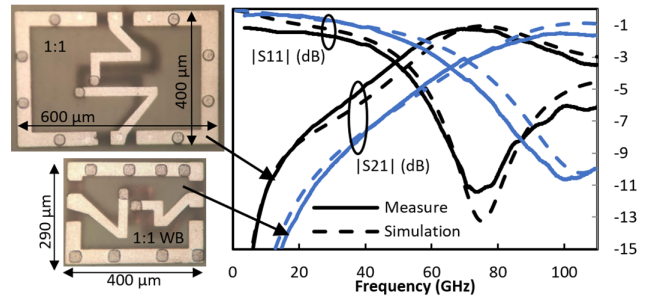 1:1
600 µm
400 µm
290 µm
1:1 WB
400 µm
|S11| (dB)
|S21| (dB)
Measure
Simulation
-1
-3
-5
-7
-9
-11
-13
-15
0 20 40 60 80 100
Frequency (GHz)